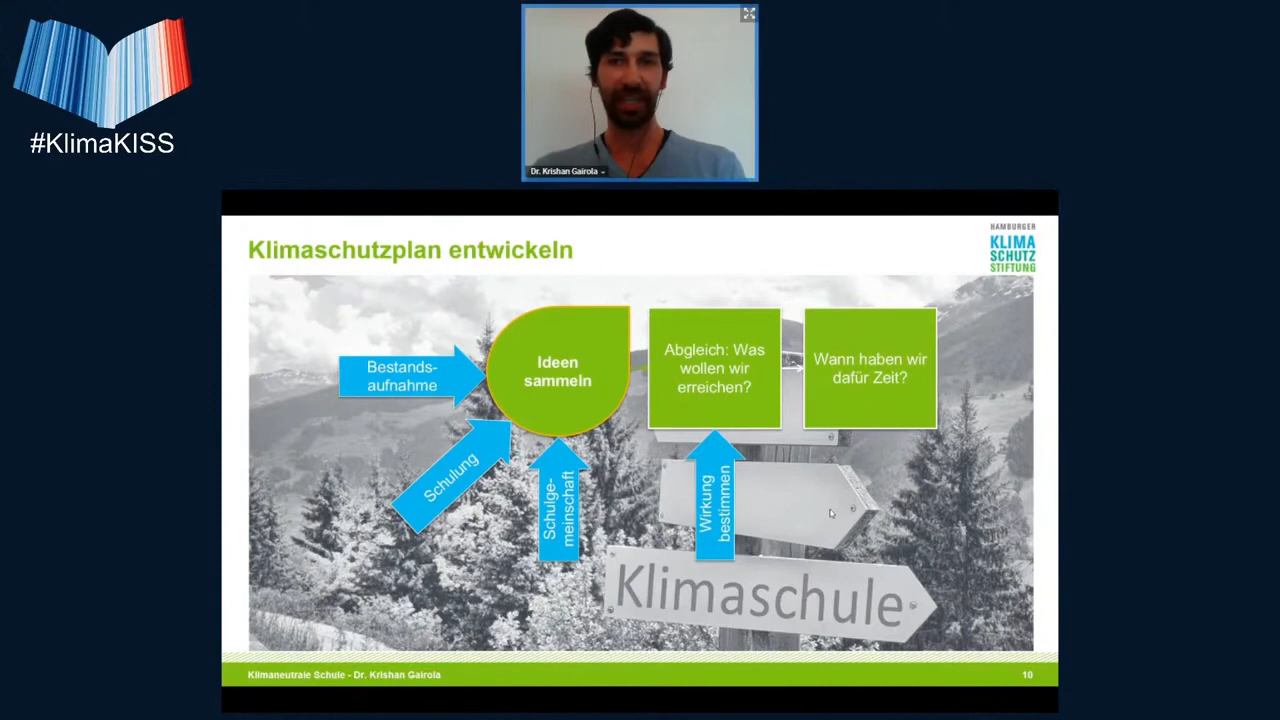 #KlimaKISS
Dr. Krishan Gairola
HAMBURGER
KLIMA
SCHUTZ
STIFTUNG
Klimaschutzplan entwickeln
Bestands-
aufnahme
Schulung
Schulge-
meinschaft
Ideen
sammeln
Abgleich: Was
wollen wir
erreichen?
Wirkung
bestimmen
Wann haben wir
dafür Zeit?
Klimaschule
Klimaneutrale Schule - Dr. Krishan Gairola
10